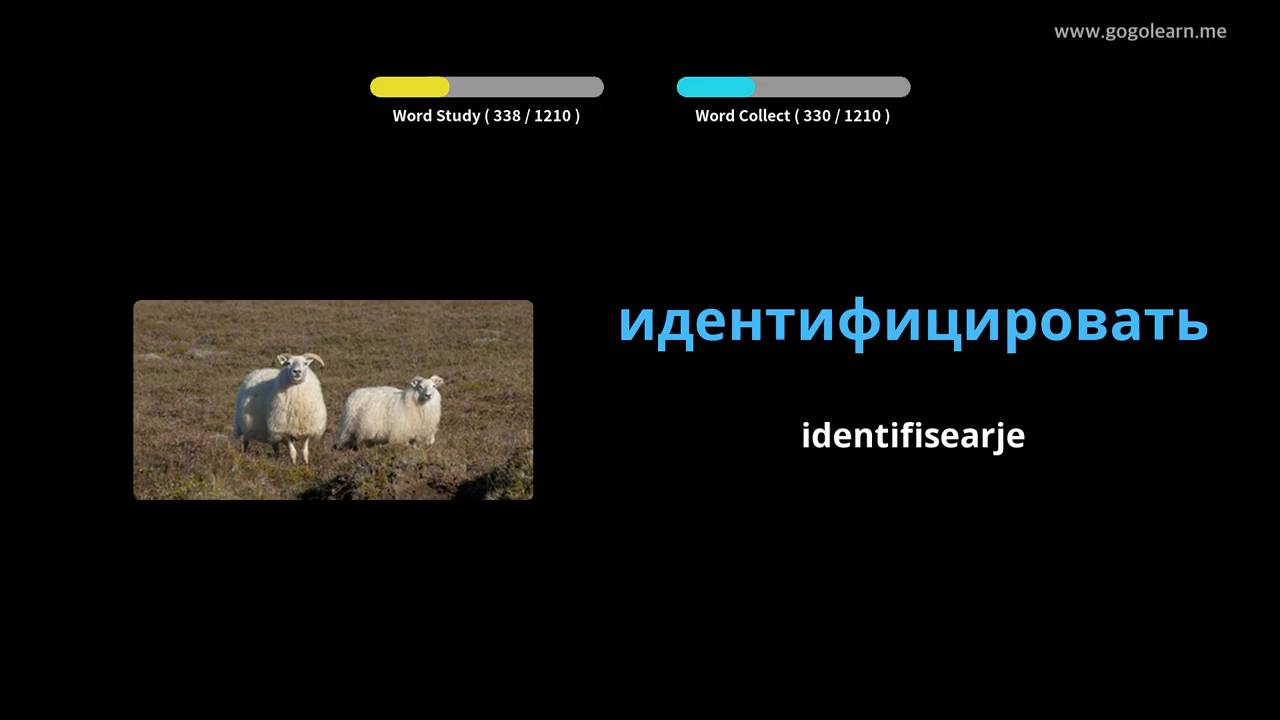 www.gogolearn.me
Word Study ( 338 / 1210 )
Word Collect ( 330 / 1210 )
идентифицировать
identifisearje